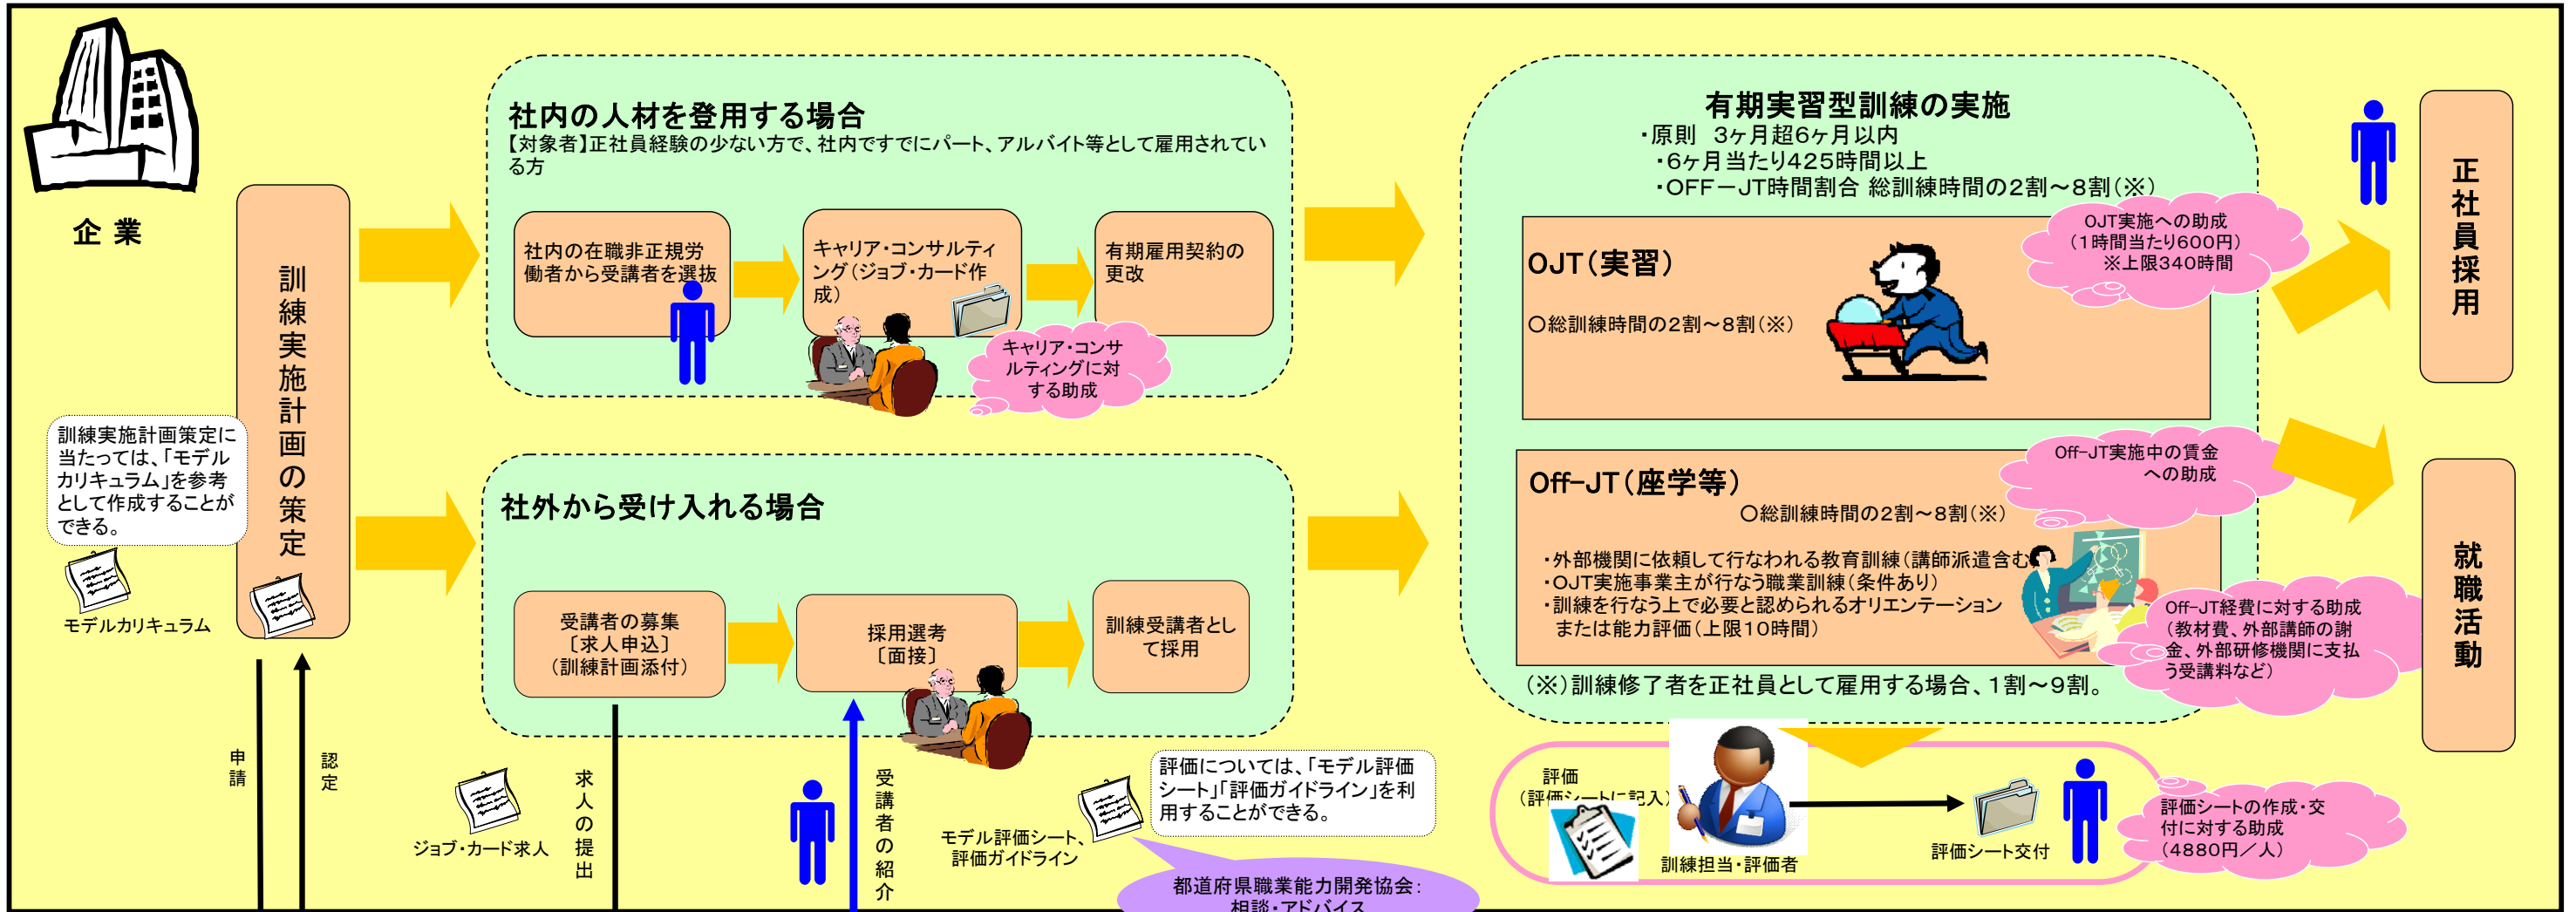 企 業
訓練実施計画の策定
訓練実施計画策定に
当たっては、「モデル
カリキュラム」を参考
として作成することが
できる。
モデルカリキュラム
申請
認定
社内の人材を登用する場合
【対象者】正社員経験の少ない方で、社内ですでにパート、アルバイト等として雇用されてい
る方
社内の在職非正規労
働者から受講者を選抜
キャリア・コンサルティ
ング(ジョブ・カード作
成)
有期雇用契約の
更改
キャリア・コンサ
ルティングに対
する助成
社外から受け入れる場合
受講者の募集
〔求人申込〕
(訓練計画添付)
採用選考
〔面接〕
訓練受講者とし
て採用
ジョブ・カード求人
求人の提出
受講者の紹介
モデル評価シート、
評価ガイドライン
評価については、「モデル評価
シート」「評価ガイドライン」を利
用することができる。
都道府県職業能力開発協会:
相談・アドバイス
有期実習型訓練の実施
・原則 3ヶ月超6ヶ月以内
・6ヶ月当たり425時間以上
・OFF-JT時間割合 総訓練時間の2割~8割(※)
OJT(実習)
○総訓練時間の2割~8割(※)
OJT実施への助成
(1時間当たり600円)
※上限340時間
Off-JT(座学等)
○総訓練時間の2割~8割(※)
・外部機関に依頼して行なわれる教育訓練(講師派遣含む
・OJT実施事業主が行なう職業訓練(条件あり)
・訓練を行なう上で必要と認められるオリエンテーション
または能力評価(上限10時間)
Off-JT実施中の賃金
への助成
Off-JT経費に対する助成
(教材費、外部講師の謝
金、外部研修機関に支払
う受講料など)
(※)訓練修了者を正社員として雇用する場合、1割~9割。
評価
(評価シートに記入)
訓練担当・評価者
評価シート交付
評価シートの作成・交
付に対する助成
(4880円/人)
正社員採用
就職活動